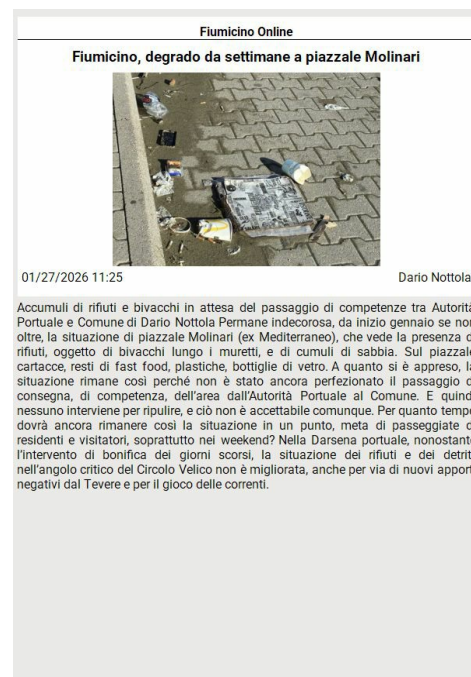 Fiumicino Online
Fiumicino, degrado da settimane a piazzale Molinari
01/27/2026 11:25
Dario Nottola
Accumuli di rifiuti e bivacchi in attesa del passaggio di competenze tra Autorità
Portuale e Comune di Dario Nottola Permane indecorosa, da inizio gennaio se non
oltre, la situazione di piazzale Molinari (ex Mediterraneo), che vede la presenza d
rifiuti, oggetto di bivacchi lungo i muretti, e di cumuli di sabbia. Sul piazzale
cartacce, resti di fast food, plastiche, bottiglie di vetro. A quanto si è appreso, la
situazione rimane così perché non è stato ancora perfezionato il passaggio d
consegna, di competenza, dell'area dall'Autorità Portuale al Comune. E quind
nessuno interviene per ripulire, e ciò non è accettabile comunque. Per quanto tempo
dovrà ancora rimanere così la situazione in un punto, meta di passeggiate d
residenti e visitatori, soprattutto nei weekend? Nella Darsena portuale, nonostante
l'intervento di bonifica dei giorni scorsi, la situazione dei rifiuti e dei detrit
nell'angolo critico del Circolo Velico non è migliorata, anche per via di nuovi apport
negativi dal Tevere e per il gioco delle correnti.